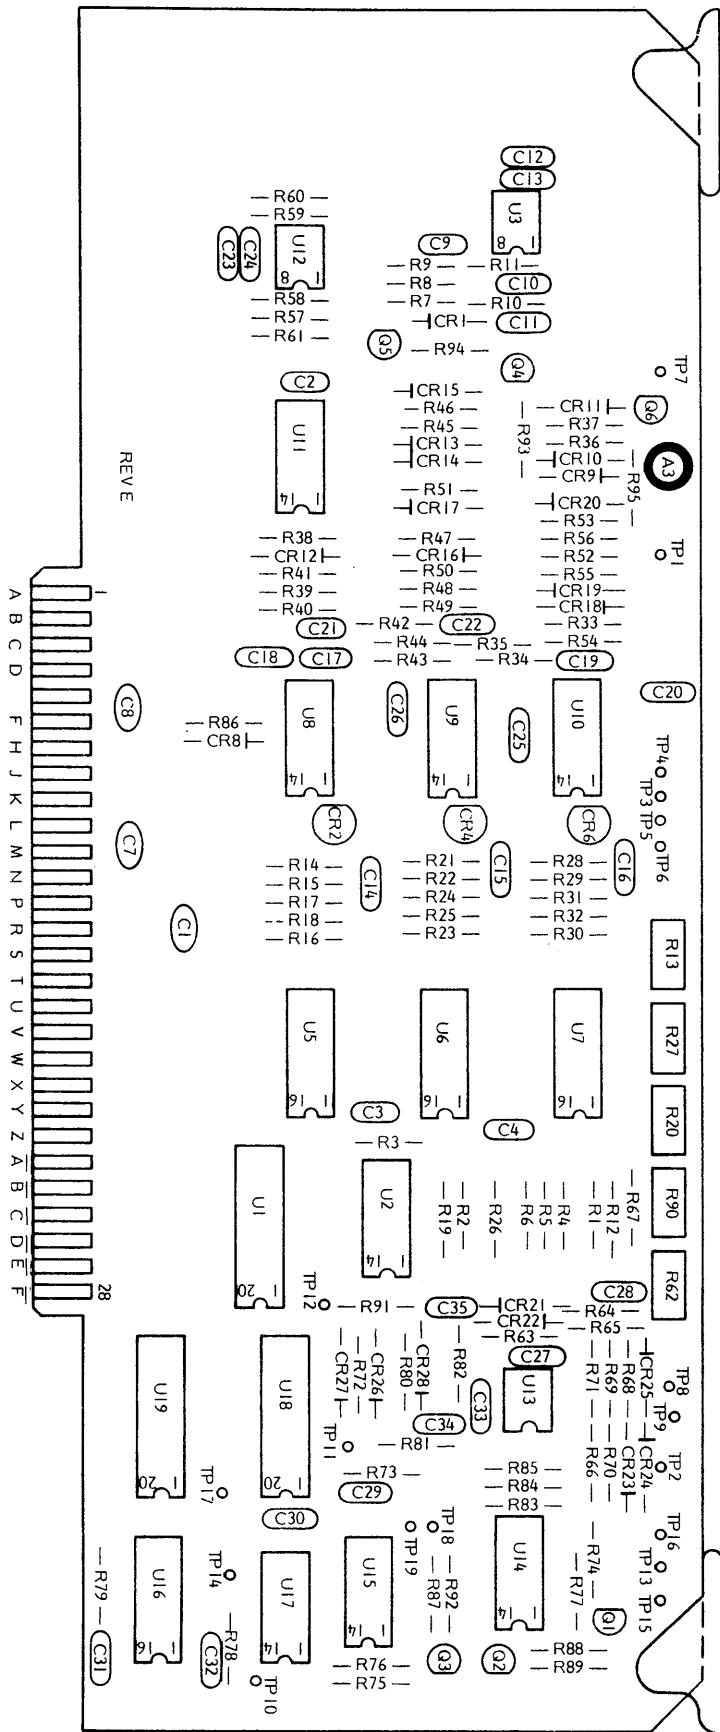 C12
C13
R60
R59
U3
8 1
C23
C24
U12
8 1
C9
R9
R11
R8
C10
R58
R7
R10
R57
CR1
C11
R61
Q5
R94
Q4
TP7
C2
CR15
R46
CR11
Q6
U11
14 1
R45
R37
R93
CR13
R36
CR14
CR10
A3
REV E
CR9
R95
R51
CR17
CR20
R53
R38
R47
R56
CR12
CR16
R52
TP1
R41
R50
R55
R39
R48
CR19
R40
R49
CR18
C21
R42
C22
R33
R44
R35
R54
C18
C17
R43
R34
C19
C20
C8
R86
CR8
U8
14 1
C26
U9
14 1
C25
U10
14 1
TP4
TP3
TP5
TP6
CR2
CR4
CR6
C7
R14
C14
R21
C15
R28
C16
R15
R22
R29
R17
R24
R31
R18
R25
R32
R16
R23
R30
C1
R13
U5
16 1
U6
16 1
U7
16 1
R27
C3
C4
R20
R3
U1
20 1
U2
14 1
R19
R2
R26
R6
R5
R4
R1
R12
R67
R90
R62
TP12
R91
C35
CR21
C28
CR22
R64
R63
R65
CR27
R72
CR26
R80
CR28
R82
C27
U13
1
R71
R69
R68
CR25
TP8
TP9
C33
C34
U19
20 1
U18
20 1
TP11
R81
R73
R85
R84
R83
R66
R70
CR23
CR24
TP2
TP17
C29
C30
TP18
TP19
TP16
R79
U16
16 1
TP14
U17
14 1
U15
14 1
R87
R92
U14
14 1
R74
R77
TP13
TP15
Q1
C31
C32
R78
TP10
R76
R75
Q3
Q2
R88
R89
1
A
B
C
D
F
H
J
K
L
M
N
P
R
S
T
U
V
W
X
Y
Z
A
B
C
D
E
F
28